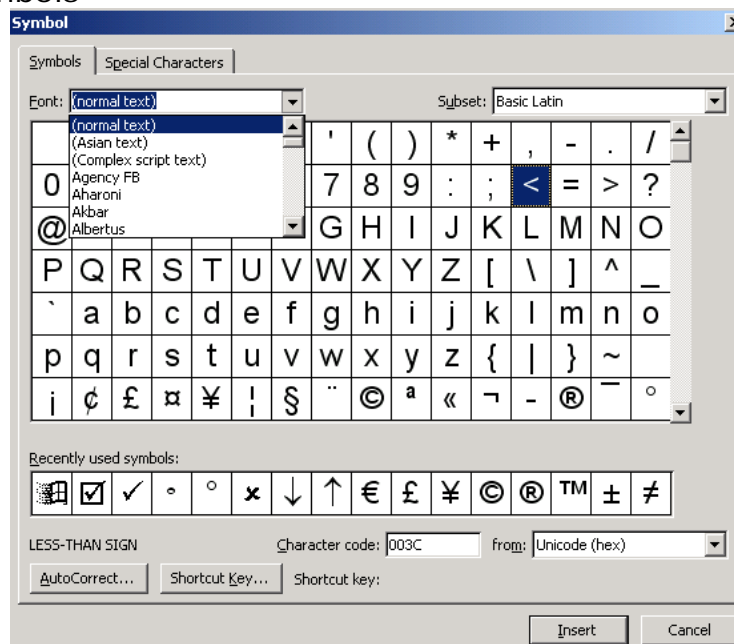 Symbol
Symbols Special Characters
Font: (normal text) Subset: Basic Latin
(normal text)
(Asian text)
(Complex script text)
Agency FB
Aharoni
Akbar
Albertus
' ( ) * + , - . /
0 7 8 9 : ; < = > ?
@ G H I J K L M N O
P Q R S T U V W X Y Z [ \ ] ^ _
` a b c d e f g h i j k l m n o
p q r s t u v w x y z { | } ~
¡ ¢ £ ¤ ¥ ¦ § ¨ © ª « ¬ - ® ¯ °
Recently used symbols:
☑ ✓ ° ° × ↓ ↑ € £ ¥ © ® ™ ± ≠
LESS-THAN SIGN Character code: 003C from: Unicode (hex)
AutoCorrect... Shortcut Key... Shortcut key:
Insert Cancel